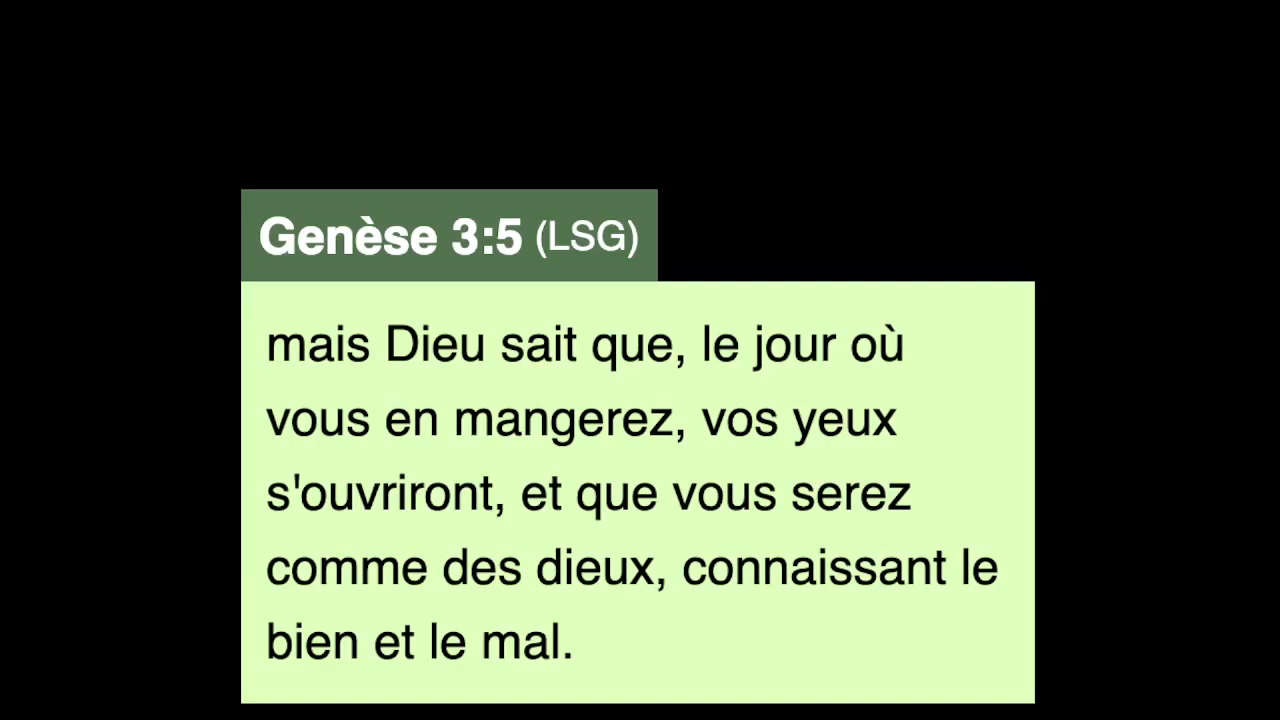 Genèse 3:5 (LSG)
mais Dieu sait que, le jour où
vous en mangerez, vos yeux
s'ouvriront, et que vous serez
comme des dieux, connaissant le
bien et le mal.